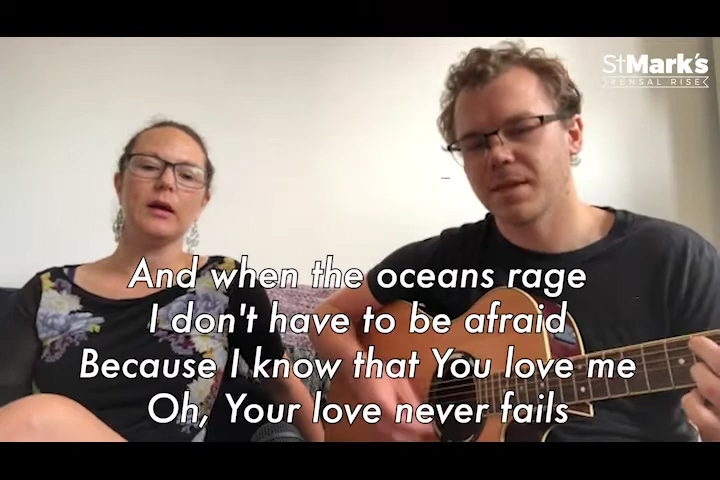 StMark's
KENSAL RISE
And when the oceans rage
I don't have to be afraid
Because I know that You love me
Oh, Your love never fails